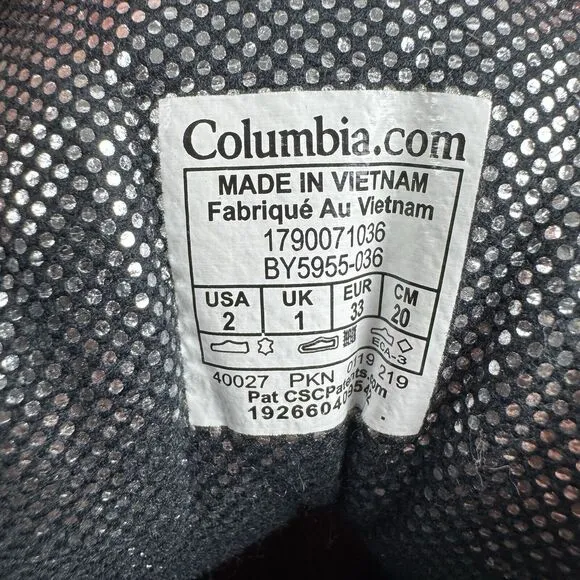 Columbia.com
MADE IN VIETNAM
Fabriqué Au Vietnam
1790071036
BY5955-036
USA UK EUR CM
2 1 33 20
ECA-3
40027 PKN 0119 219
Pat CSCPatents.com